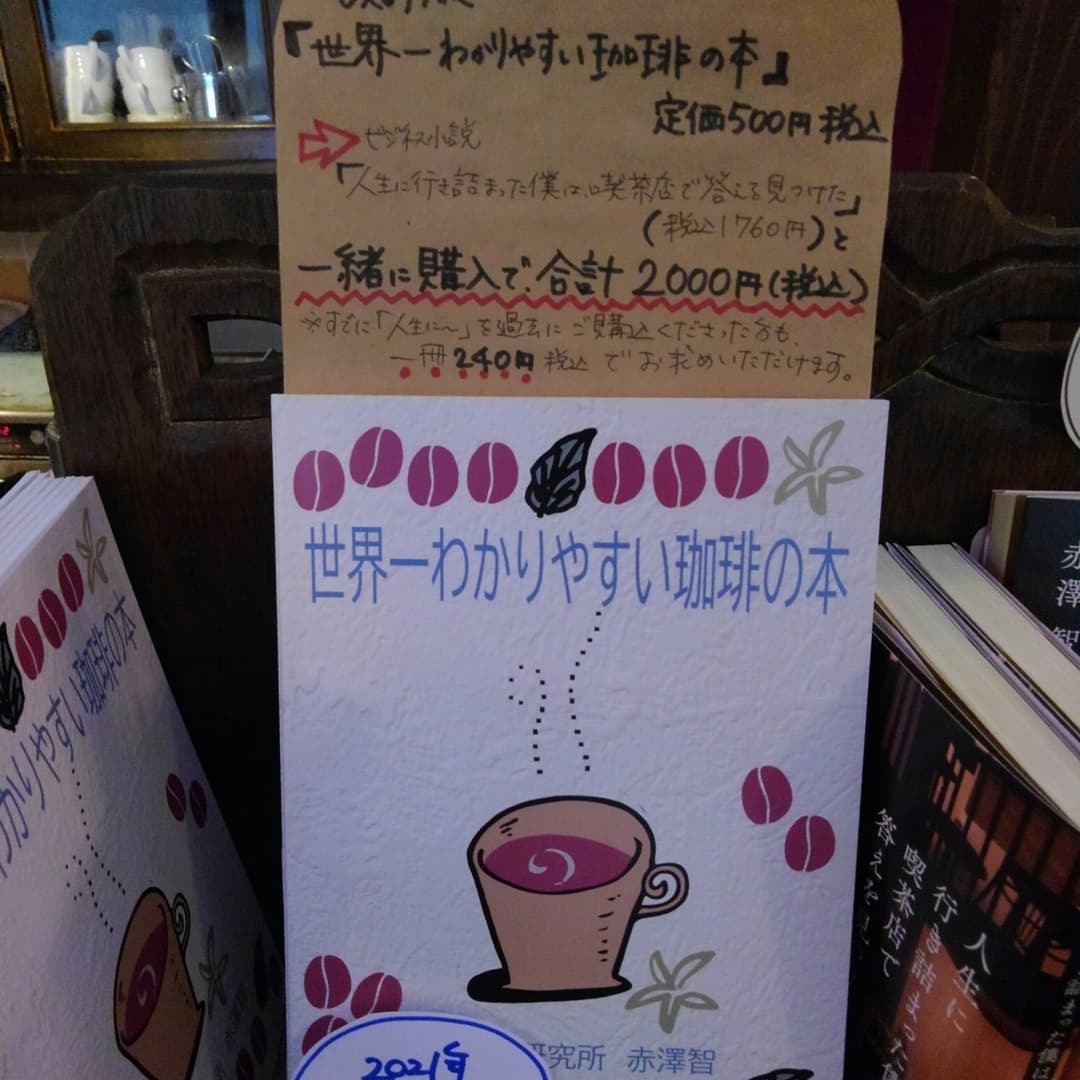 『世界一わかりやすい珈琲の本』
定価500円税込
ビジネス小説
「人生に行き詰まった僕は、喫茶店で答えを見つけた」
(税込1760円)と
一緒に購入で、合計2000円(税込)
※すでに「人生に〜」を過去にご購入くださった方も、
一冊240円税込でお求めいただけます。
世界一わかりやすい珈琲の本
研究所 赤澤智
2021年
わかりやすい珈琲の本
赤澤智
人生に
行き詰まった僕
喫茶店で
答えを見つ